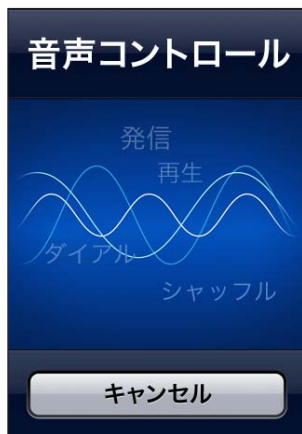 音声コントロール
発信
再生
ダイアル
シャッフル
キャンセル